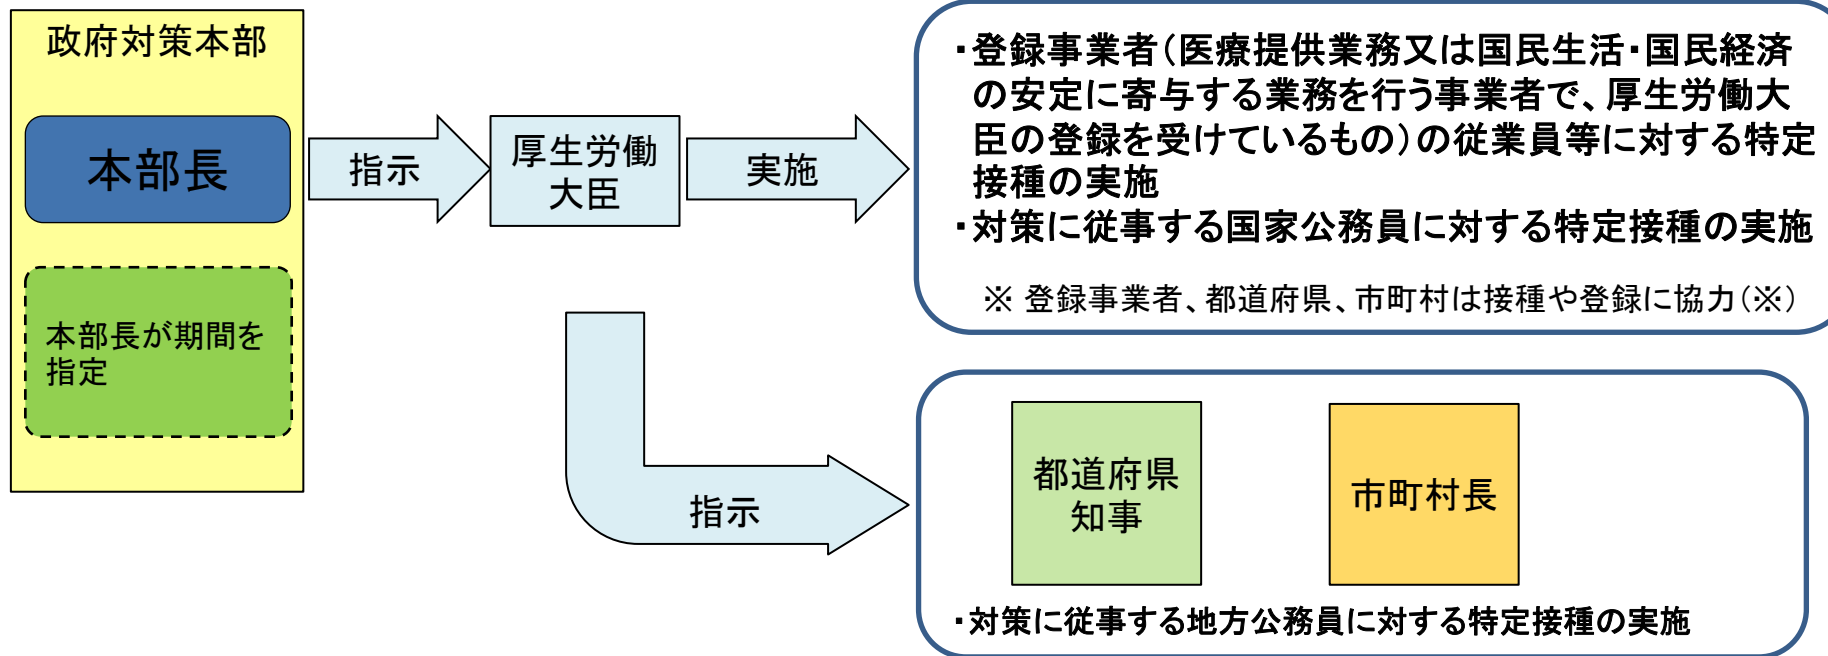 政府対策本部
本部長
本部長が期間を
指定
指示
厚生労働
大臣
実施
・登録事業者（医療提供業務又は国民生活・国民経済
の安定に寄与する業務を行う事業者で、厚生労働大
臣の登録を受けているもの）の従業員等に対する特定
接種の実施
・対策に従事する国家公務員に対する特定接種の実施
※ 登録事業者、都道府県、市町村は接種や登録に協力（※）
指示
都道府県
知事
市町村長
・対策に従事する地方公務員に対する特定接種の実施